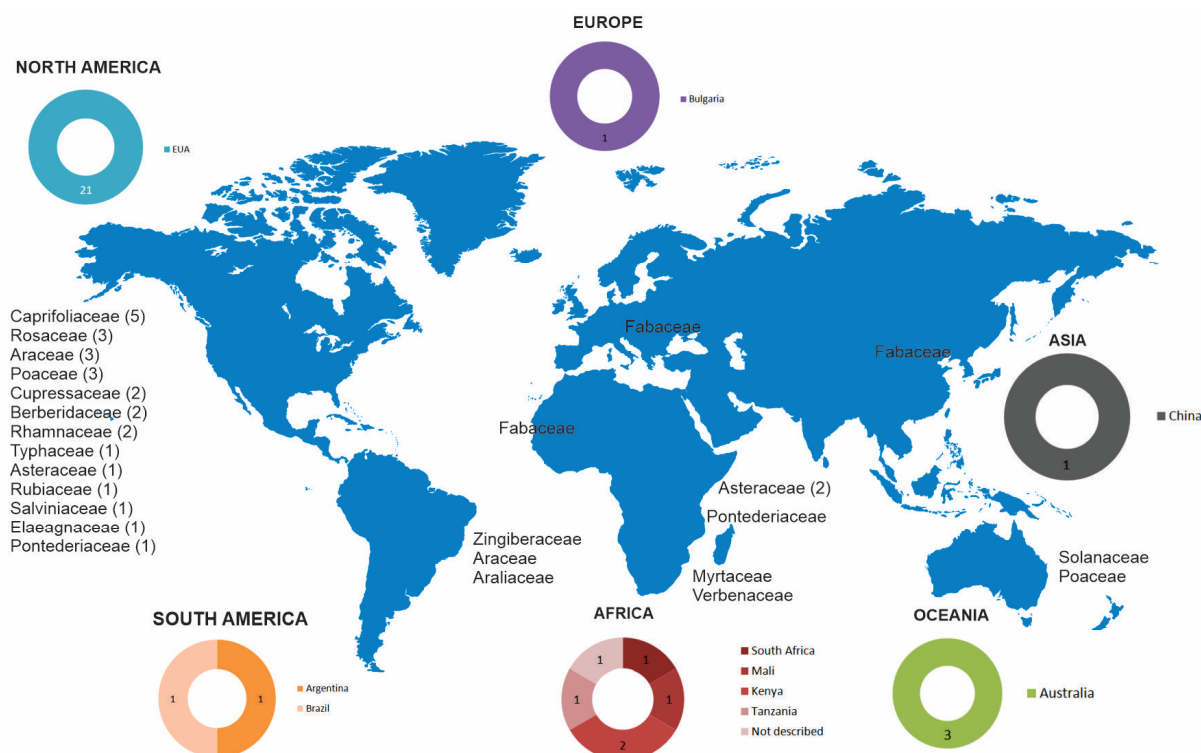 EUROPE
1
Bulgaria
NORTH AMERICA
21
EUA
Caprifoliaceae (5)
Rosaceae (3)
Araceae (3)
Poaceae (3)
Cupressaceae (2)
Berberidaceae (2)
Rhamnaceae (2)
Typhaceae (1)
Asteraceae (1)
Rubiaceae (1)
Salviniaceae (1)
Elaeagnaceae (1)
Pontederiaceae (1)
Fabaceae
Fabaceae
ASIA
1
China
Fabaceae
Asteraceae (2)
Pontederiaceae
Myrtaceae
Verbenaceae
Zingiberaceae
Araceae
Araliaceae
Solanaceae
Poaceae
SOUTH AMERICA
1
1
Argentina
Brazil
AFRICA
1
1
1
1
2
South Africa
Mali
Kenya
Tanzania
Not described
OCEANIA
3
Australia